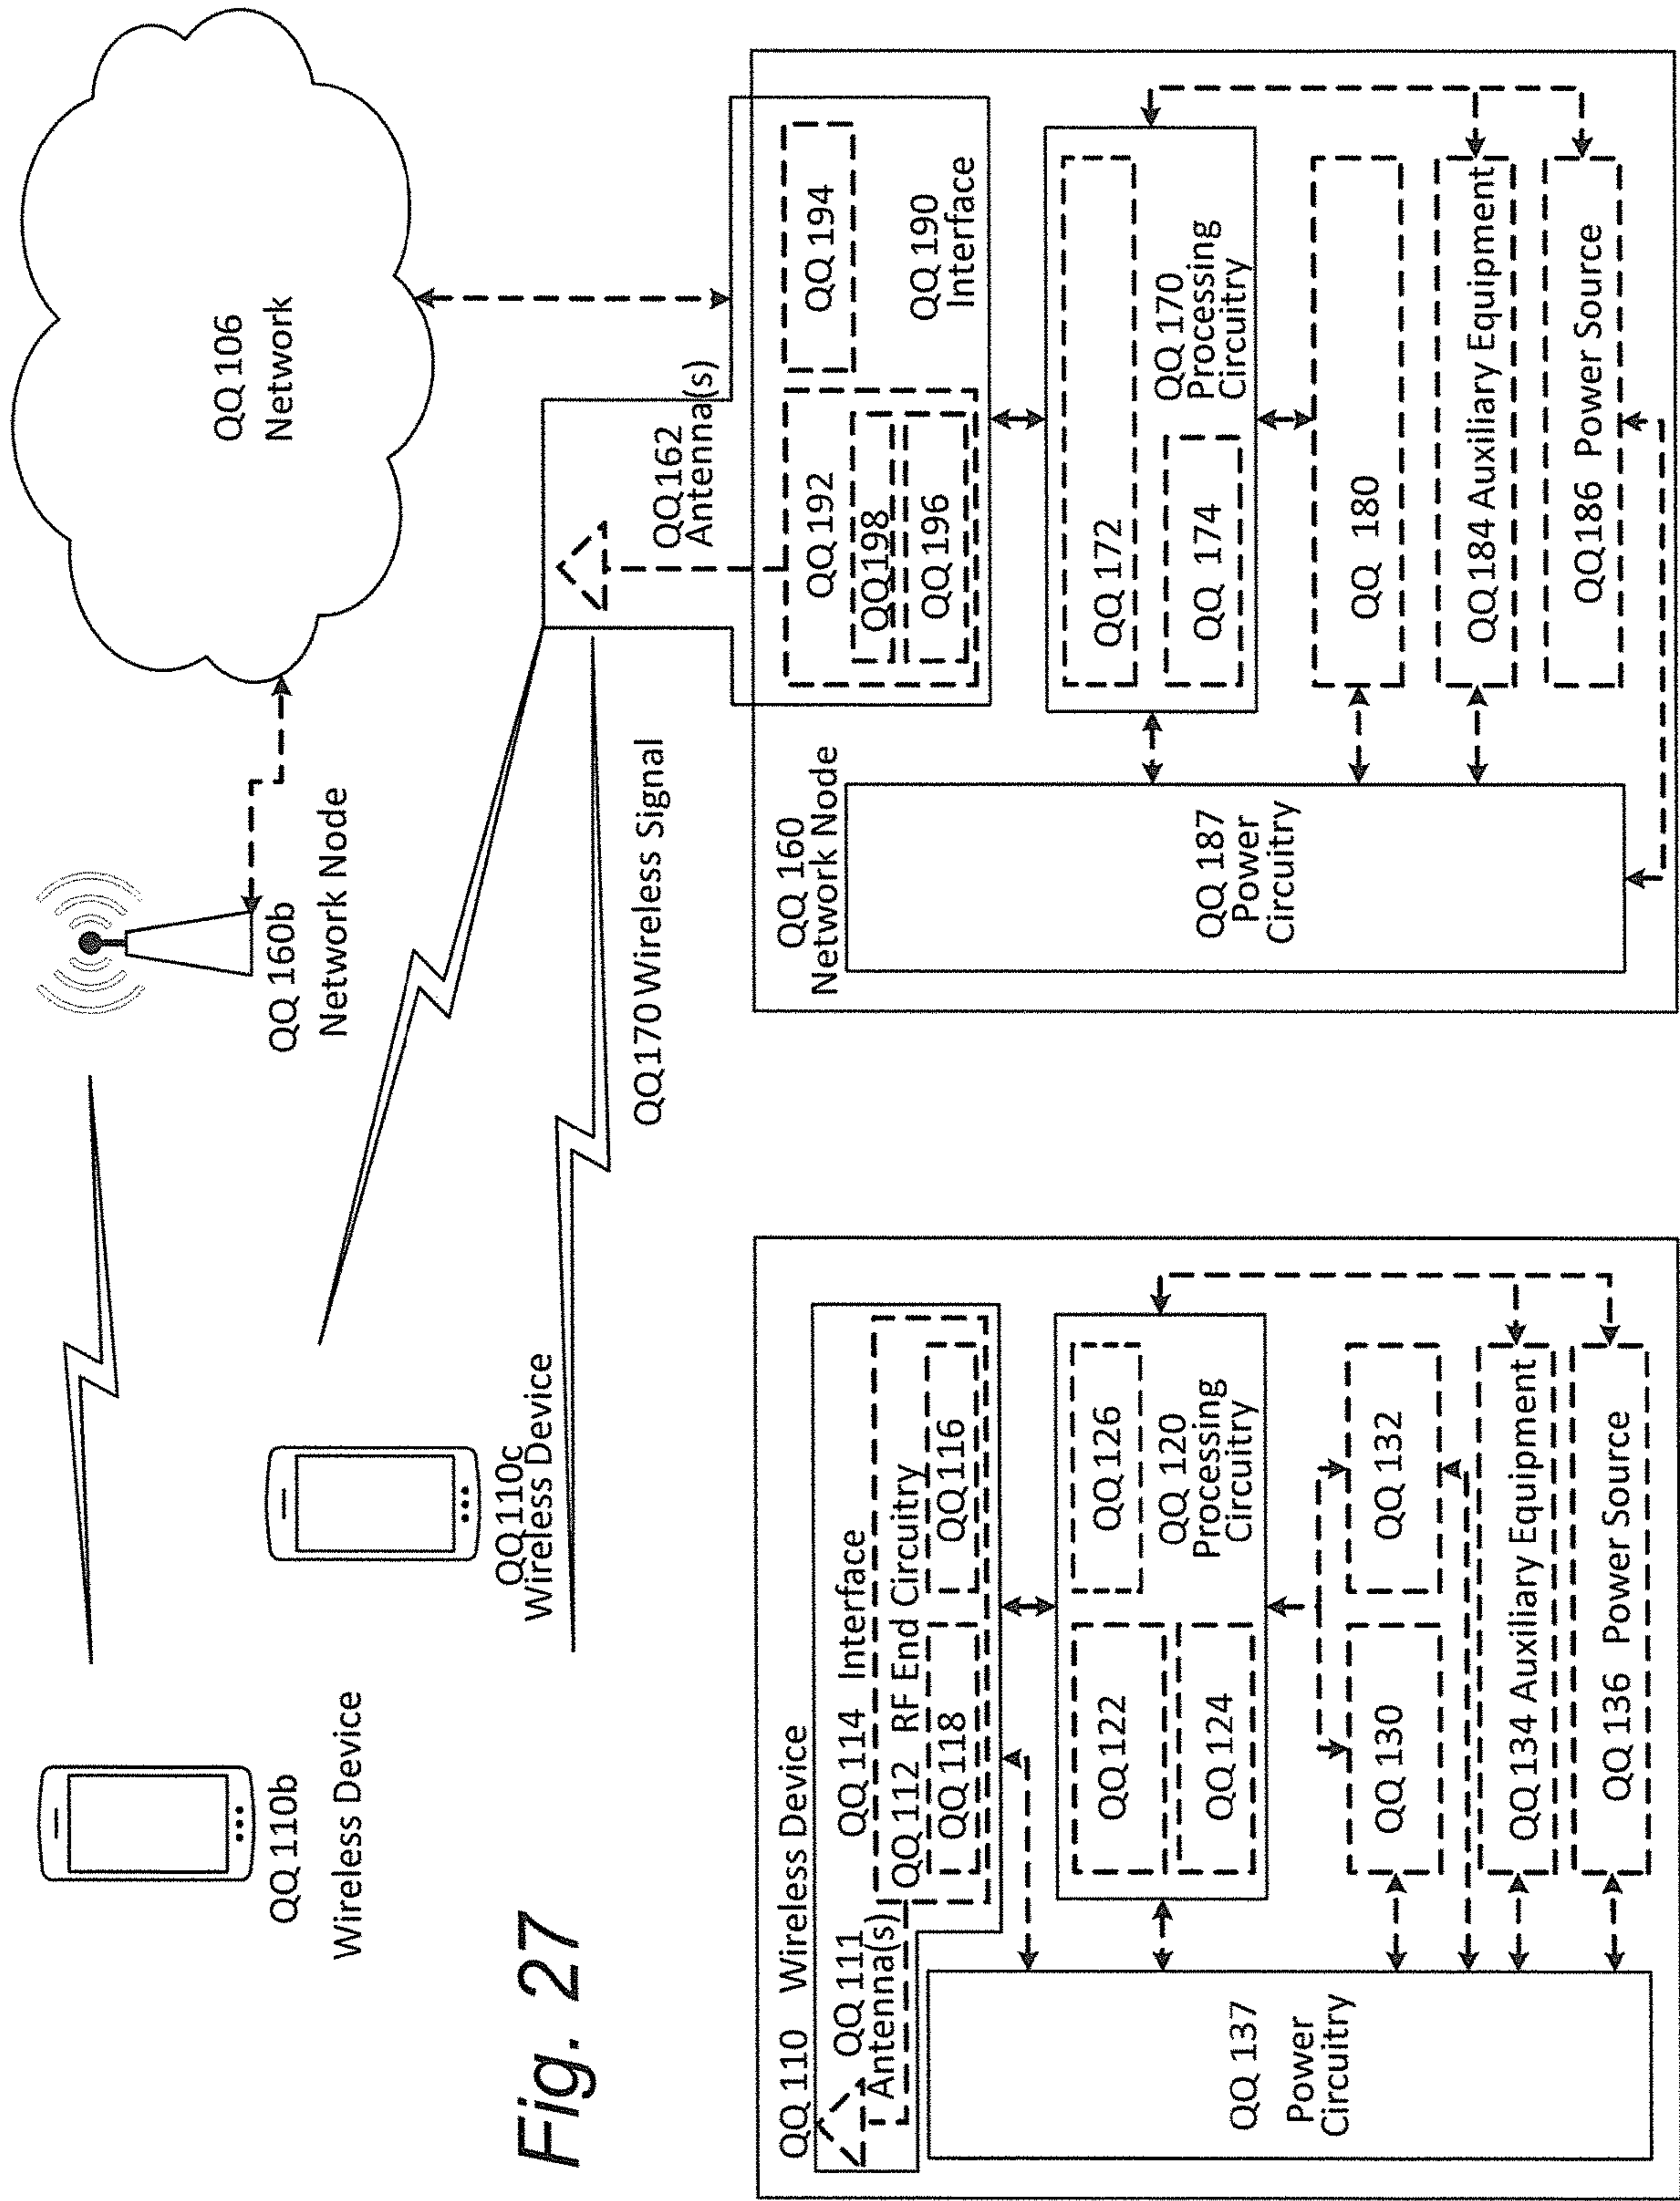 QQ 110b
Wireless Device
QQ110c
Wireless Device
QQ 160b
Network Node
QQ 106
Network
Fig. 27
QQ170 Wireless Signal
QQ162
Antenna(s)
QQ 110 Wireless Device
QQ 111
Antenna(s)
QQ 114 Interface
QQ 112 RF End Circuitry
QQ 118
QQ 116
QQ 122
QQ 126
QQ 124
QQ 120
Processing
Circuitry
QQ 130
QQ 132
QQ 134 Auxiliary Equipment
QQ 136 Power Source
QQ 137
Power
Circuitry
QQ 160
Network Node
QQ 192
QQ 194
QQ198
QQ 196
QQ 190
Interface
QQ 172
QQ 174
QQ 170
Processing
Circuitry
QQ 180
QQ 184 Auxiliary Equipment
QQ186 Power Source
QQ 187
Power
Circuitry